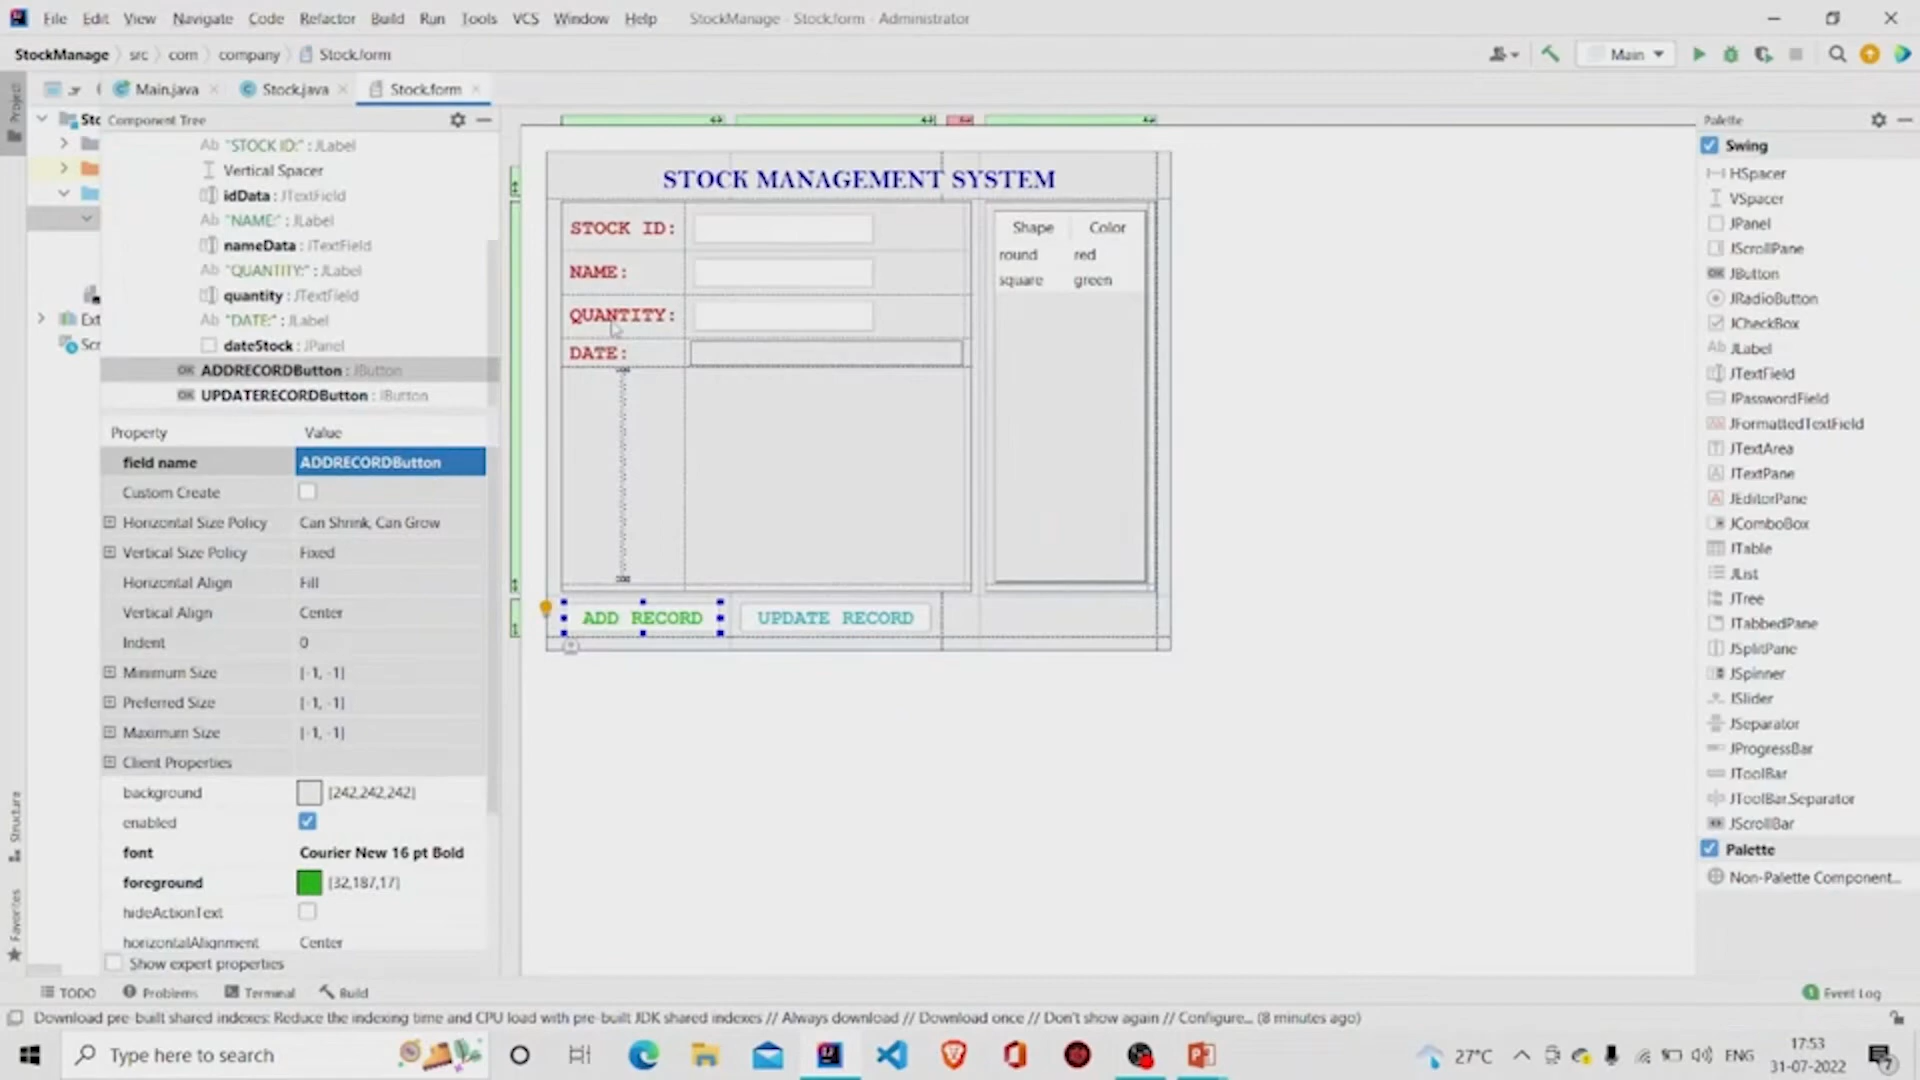 File Edit View Navigate Code Refactor Build Run Tools VCS Window Help StockManage - Stock.form - Administrator
StockManage src com company Stock.form
Main
Main.java Stock.java Stock.form
Project
Sto
Component Tree
Palette
Swing
"STOCK ID:" : JLabel
Vertical Spacer
idData : JTextField
"NAME:" : JLabel
nameData : JTextField
"QUANTITY:" : JLabel
quantity : JTextField
"DATE:" : JLabel
dateStock : JPanel
ADDRECORDButton : JButton
UPDATERECORDButton : JButton
Ext
Scr
Property Value
field name ADDRECORDButton
Custom Create
Horizontal Size Policy Can Shrink, Can Grow
Vertical Size Policy Fixed
Horizontal Align Fill
Vertical Align Center
Indent 0
Minimum Size [-1, -1]
Preferred Size [-1, -1]
Maximum Size [-1, -1]
Client Properties
background [242,242,242]
enabled
font Courier New 16 pt Bold
foreground [32,187,17]
hideActionText
horizontalAlignment Center
Show expert properties
Structure
Favorites
STOCK MANAGEMENT SYSTEM
STOCK ID:
NAME:
QUANTITY:
DATE:
Shape Color
round red
square green
ADD RECORD UPDATE RECORD
HSpacer
VSpacer
JPanel
JScrollPane
JButton
JRadioButton
JCheckBox
JLabel
JTextField
JPasswordField
JFormattedTextField
JTextArea
JTextPane
JEditorPane
JComboBox
JTable
JList
JTree
JTabbedPane
JSplitPane
JSpinner
JSlider
JSeparator
JProgressBar
JToolBar
JToolBar.Separator
JScrollBar
Palette
Non-Palette Component...
TODO Problems Terminal Build
Event Log
Download pre-built shared indexes: Reduce the indexing time and CPU load with pre-built JDK shared indexes // Always download // Download once // Don't show again // Configure... (8 minutes ago)
Type here to search
27°C ENG
17:53
31-07-2022
7